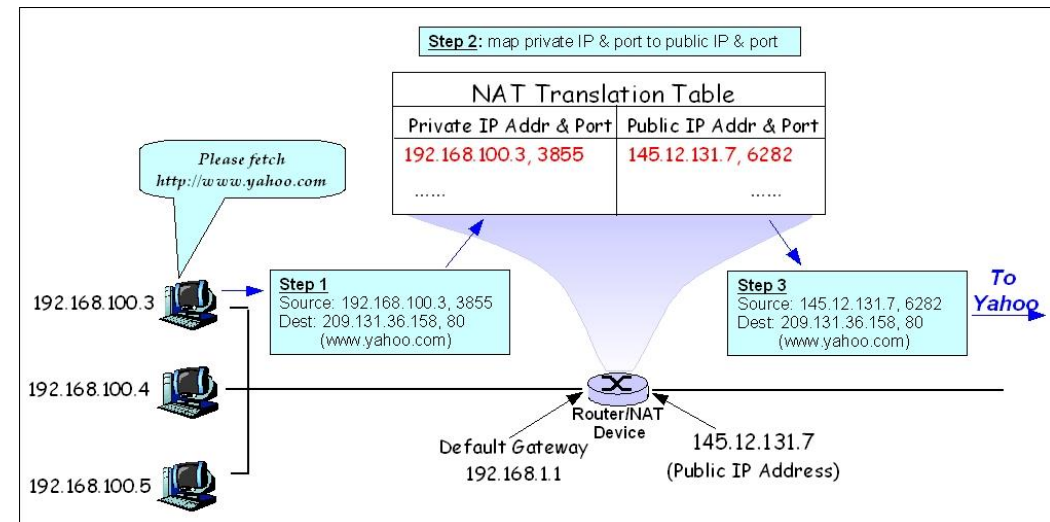 Step 2: map private IP & port to public IP & port
NAT Translation Table
Private IP Addr & Port
Public IP Addr & Port
192.168.100.3, 3855
145.12.131.7, 6282
......
......
Please fetch
http://www.yahoo.com
192.168.100.3
Step 1
Source: 192.168.100.3, 3855
Dest: 209.131.36.158, 80
(www.yahoo.com)
Step 3
Source: 145.12.131.7, 6282
Dest: 209.131.36.158, 80
(www.yahoo.com)
To
Yahoo
192.168.100.4
Router/NAT
Device
Default Gateway
192.168.1.1
145.12.131.7
(Public IP Address)
192.168.100.5